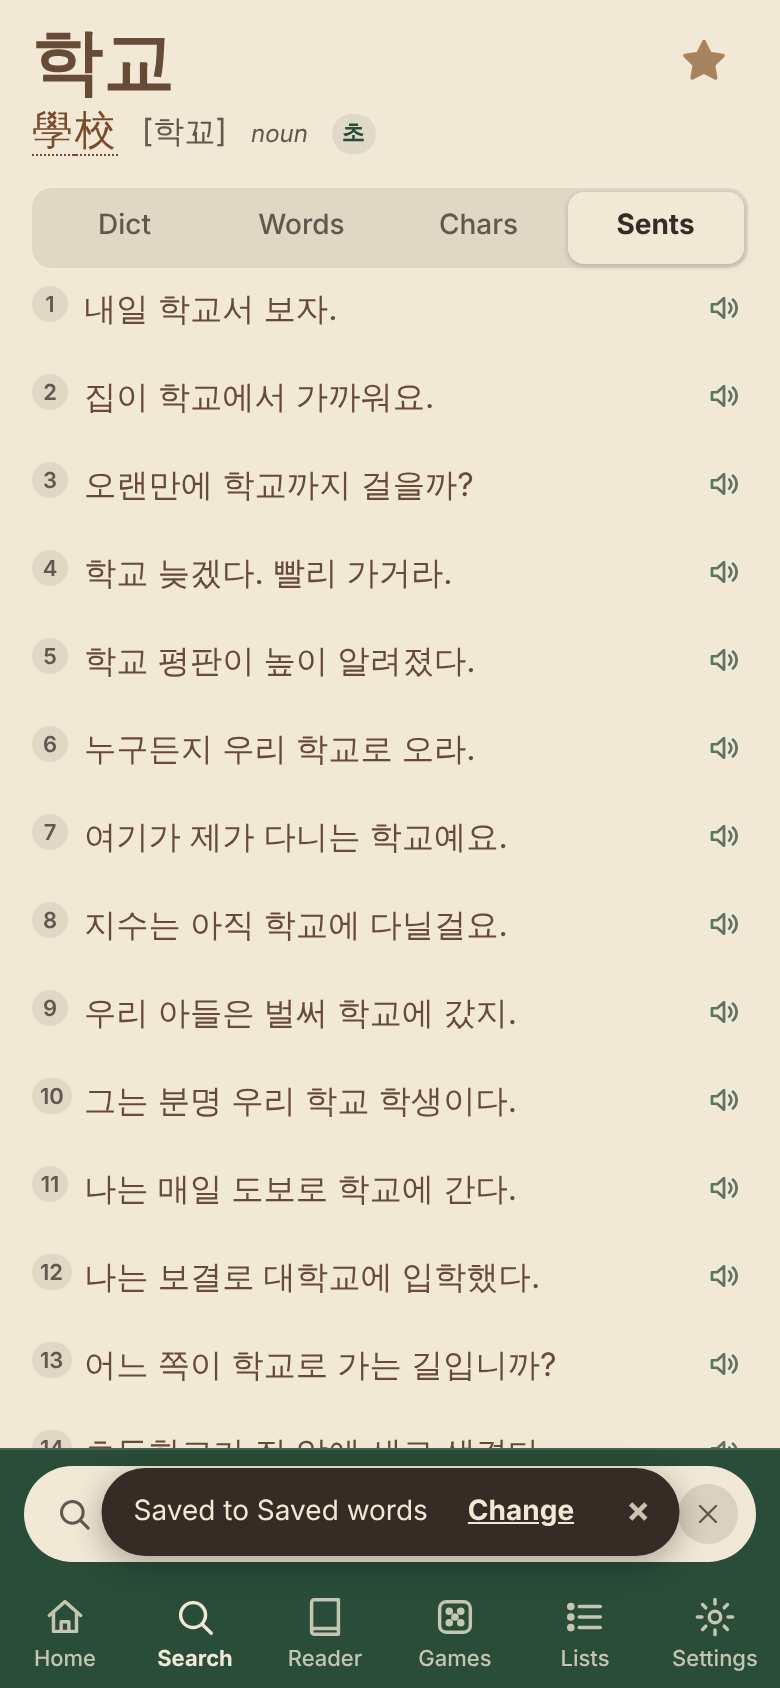 학교
學校 [학꾜] noun 초
Dict Words Chars Sents
1 내일 학교서 보자.
2 집이 학교에서 가까워요.
3 오랜만에 학교까지 걸을까?
4 학교 늦겠다. 빨리 가거라.
5 학교 평판이 높이 알려졌다.
6 누구든지 우리 학교로 오라.
7 여기가 제가 다니는 학교예요.
8 지수는 아직 학교에 다닐걸요.
9 우리 아들은 벌써 학교에 갔지.
10 그는 분명 우리 학교 학생이다.
11 나는 매일 도보로 학교에 간다.
12 나는 보결로 대학교에 입학했다.
13 어느 쪽이 학교로 가는 길입니까?
14
Saved to Saved words Change ×
Home Search Reader Games Lists Settings